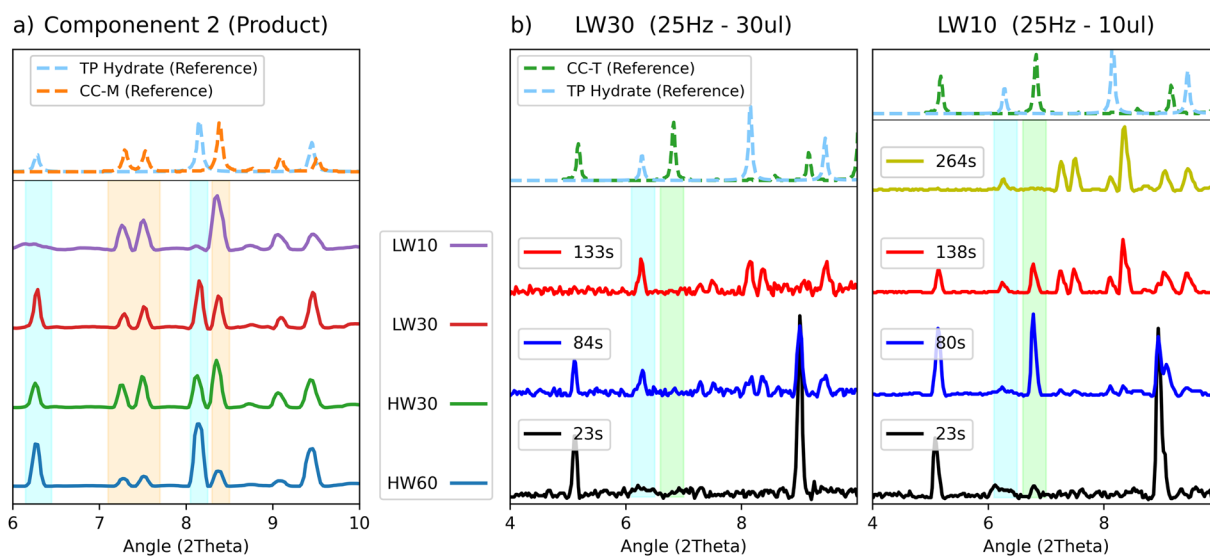 a) Componenent 2 (Product)
TP Hydrate (Reference)
CC-M (Reference)
LW10
LW30
HW30
HW60
6 7 8 9 10
Angle (2Theta)
b) LW30 (25Hz - 30ul)
CC-T (Reference)
TP Hydrate (Reference)
133s
84s
23s
4 6 8
Angle (2Theta)
LW10 (25Hz - 10ul)
264s
138s
80s
23s
4 6 8
Angle (2Theta)